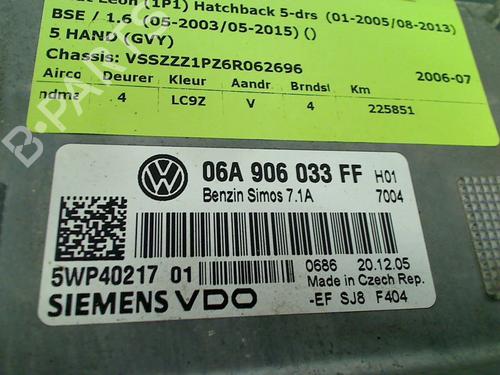 Leon (1P1) Hatchback 5-drs (01-2005/08-2013)
BSE / 1.6 (05-2003/05-2015) ()
5 HAND (GVY)
Chassis: VSSZZZ1PZ6R062696
2006-07
Airco Deurer Kleur Aantal Brndst Km
ndma 4 LC9Z V 4 225851
B-PARTS
06A 906 033 FF H01
Benzin Simos 7.1A 7004
5WP40217 01
0686 20.12.05
Made in Czech Rep.
SIEMENS VDO
-EF SJ8 F404